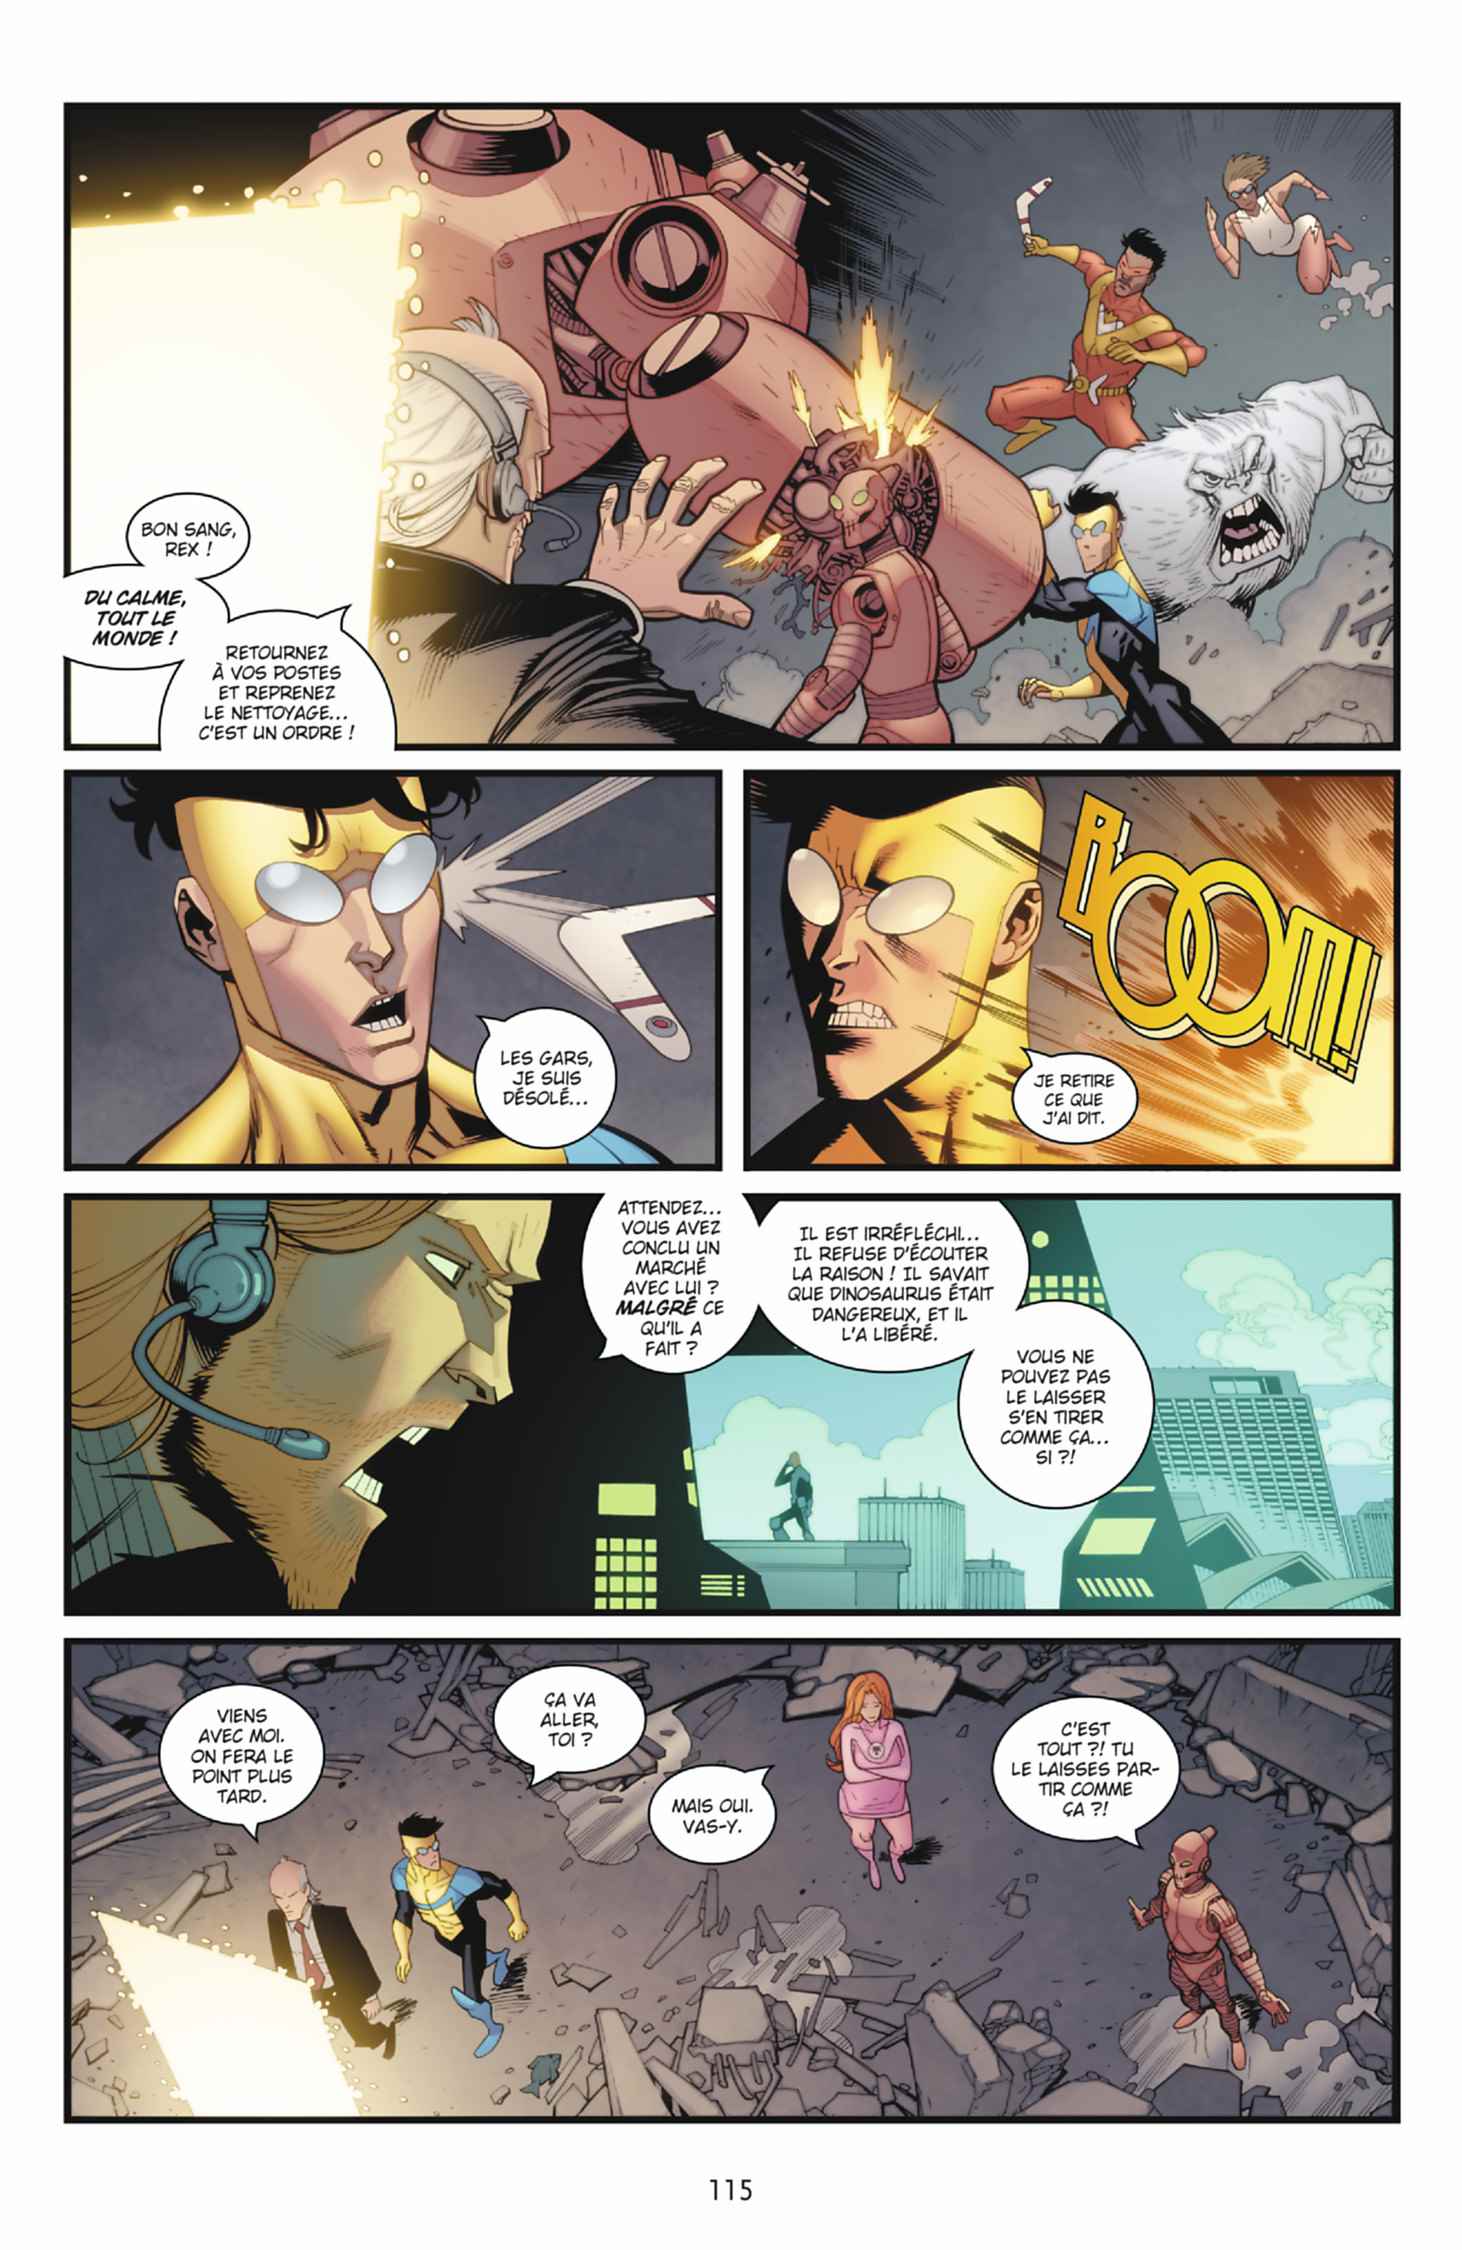 BON SANG,
REX !
DU CALME,
TOUT LE
MONDE !
RETOURNEZ
À VOS POSTES
ET REPRENEZ
LE NETTOYAGE...
C'EST UN ORDRE !
LES GARS,
JE SUIS
DÉSOLÉ...
BOOM!
JE RETIRE
CE QUE
J'AI DIT.
ATTENDEZ...
VOUS AVEZ
CONCLU UN
MARCHÉ
AVEC LUI ?
MALGRÉ CE
QU'IL A
FAIT ?
IL EST IRRÉFLÉCHI...
IL REFUSE D'ÉCOUTER
LA RAISON ! IL SAVAIT
QUE DINOSAURUS ÉTAIT
DANGEREUX, ET IL
L'A LIBÉRÉ.
VOUS NE
POUVEZ PAS
LE LAISSER
S'EN TIRER
COMME ÇA...
SI ?!
VIENS
AVEC MOI.
ON FERA LE
POINT PLUS
TARD.
ÇA VA
ALLER,
TOI ?
MAIS OUI.
VAS-Y.
C'EST
TOUT ?! TU
LE LAISSES PAR-
TIR COMME
ÇA ?!
115